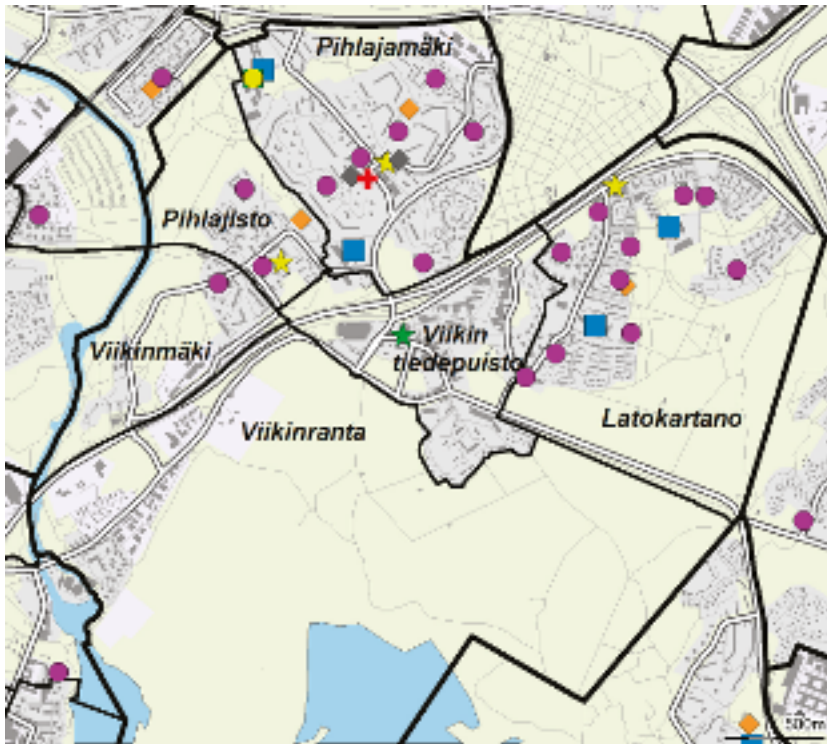 Pihlajamäki
Pihlajisto
Viikin
tiedepuisto
Viikinmäki
Latokartano
Viikinranta
500m